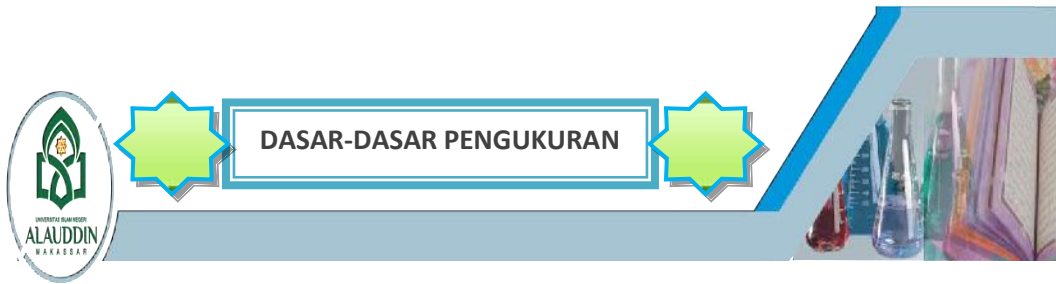 DASAR-DASAR PENGUKURAN
UNIVERSITAS ISLAM NEGERI
ALAUDDIN
MAKASSAR